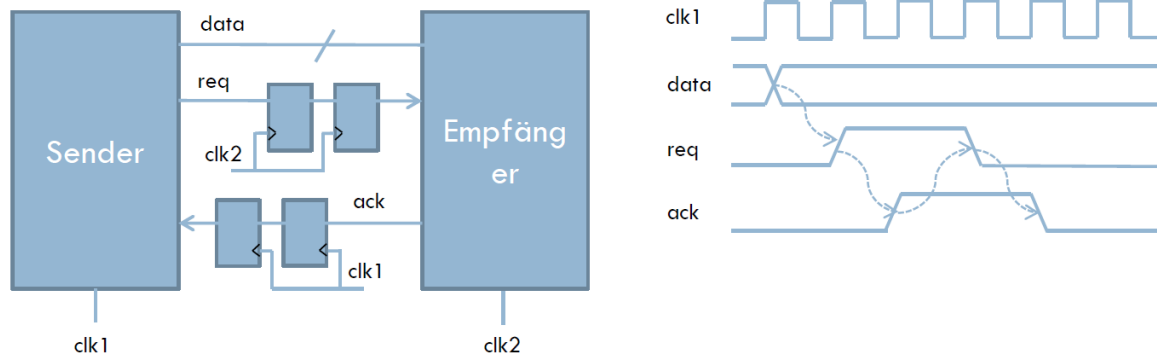 data
req
Sender
clk2
Empfäng
er
ack
clk1
clk1
clk2
clk1
data
req
ack